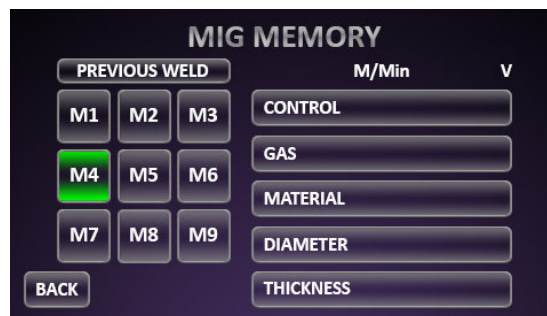 MIG MEMORY
PREVIOUS WELD
M/Min V
M1 M2 M3
CONTROL
GAS
M4 M5 M6
MATERIAL
M7 M8 M9
DIAMETER
BACK
THICKNESS